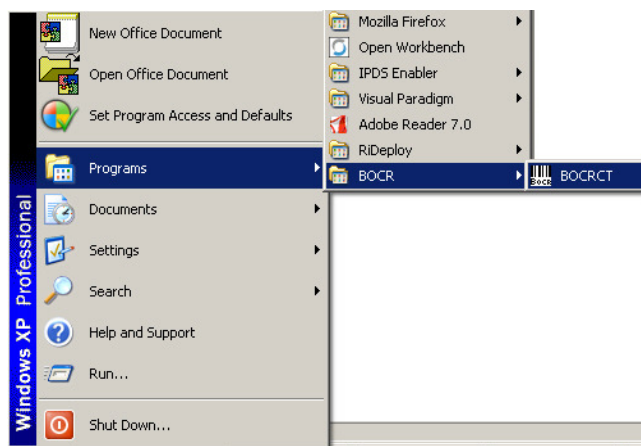 New Office Document
Open Office Document
Set Program Access and Defaults
Programs
Documents
Settings
Search
Help and Support
Run...
Shut Down...
Windows XP Professional
Mozilla Firefox
Open Workbench
IPDS Enabler
Visual Paradigm
Adobe Reader 7.0
RiDeploy
BOCR
BOCR BOCRCT